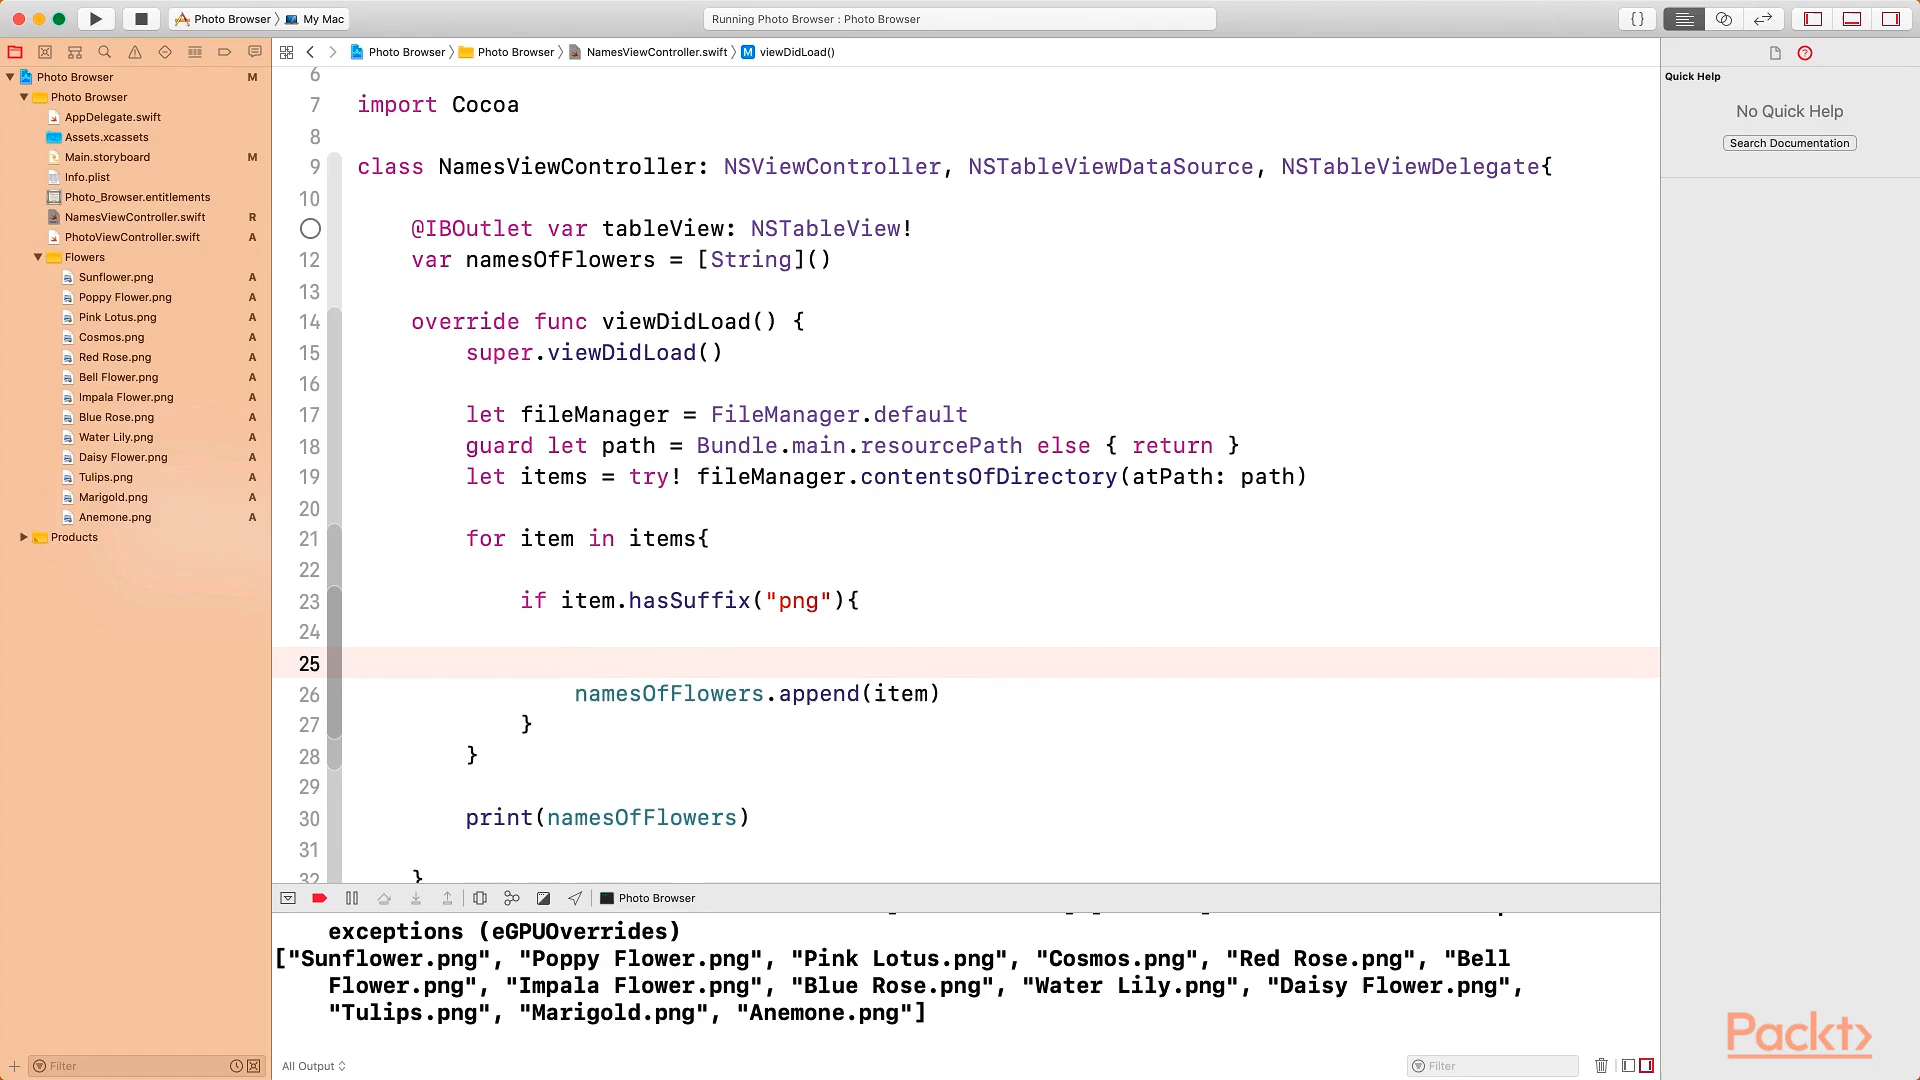 Photo Browser
My Mac
Running Photo Browser : Photo Browser
{ }
Photo Browser
Photo Browser
NamesViewController.swift
M
viewDidLoad()
Photo Browser M
Photo Browser
AppDelegate.swift
Assets.xcassets
Main.storyboard M
Info.plist
Photo_Browser.entitlements
NamesViewController.swift R
PhotoViewController.swift A
Flowers
Sunflower.png A
Poppy Flower.png A
Pink Lotus.png A
Cosmos.png A
Red Rose.png A
Bell Flower.png A
Impala Flower.png A
Blue Rose.png A
Water Lily.png A
Daisy Flower.png A
Tulips.png A
Marigold.png A
Anemone.png A
Products
Filter
6
7 import Cocoa
8
9 class NamesViewController: NSViewController, NSTableViewDataSource, NSTableViewDelegate{
10
@IBOutlet var tableView: NSTableView!
12 var namesOfFlowers = [String]()
13
14 override func viewDidLoad() {
15 super.viewDidLoad()
16
17 let fileManager = FileManager.default
18 guard let path = Bundle.main.resourcePath else { return }
19 let items = try! fileManager.contentsOfDirectory(atPath: path)
20
21 for item in items{
22
23 if item.hasSuffix("png"){
24
25
26 namesOfFlowers.append(item)
27 }
28 }
29
30 print(namesOfFlowers)
31
32 }
Photo Browser
exceptions (eGPUOverrides)
["Sunflower.png", "Poppy Flower.png", "Pink Lotus.png", "Cosmos.png", "Red Rose.png", "Bell
Flower.png", "Impala Flower.png", "Blue Rose.png", "Water Lily.png", "Daisy Flower.png",
"Tulips.png", "Marigold.png", "Anemone.png"]
All Output
Filter
Quick Help
No Quick Help
Search Documentation
Packt>